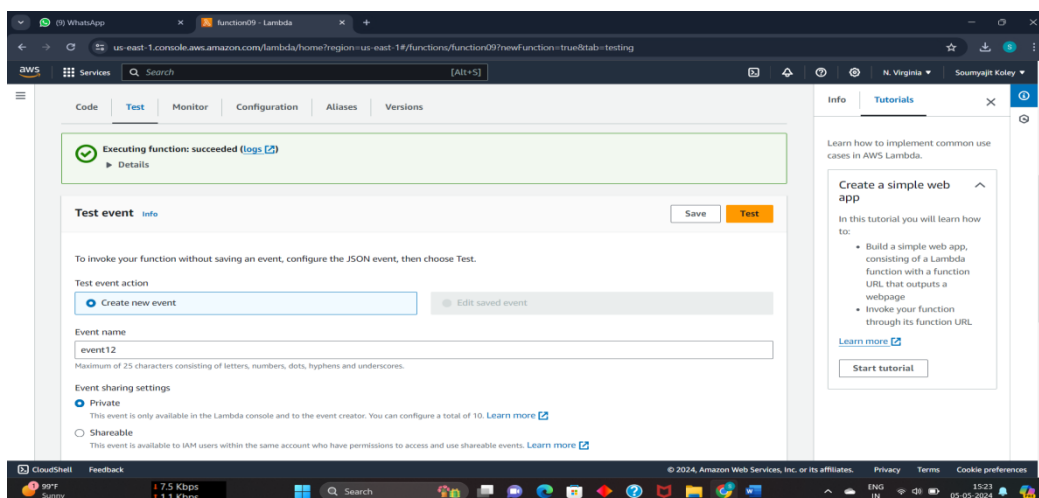 (9) WhatsApp
function09 - Lambda
us-east-1.console.aws.amazon.com/lambda/home?region=us-east-1#/functions/function09?newFunction=true&tab=testing
aws
Services
Search
[Alt+S]
N. Virginia
Soumyajit Koley
Code Test Monitor Configuration Aliases Versions
Executing function: succeeded (logs)
Details
Test event Info
Save
Test
To invoke your function without saving an event, configure the JSON event, then choose Test.
Test event action
Create new event
Edit saved event
Event name
event12
Maximum of 25 characters consisting of letters, numbers, dots, hyphens and underscores.
Event sharing settings
Private
This event is only available in the Lambda console and to the event creator. You can configure a total of 10. Learn more
Shareable
This event is available to IAM users within the same account who have permissions to access and use shareable events. Learn more
Info Tutorials
Learn how to implement common use
cases in AWS Lambda.
Create a simple web
app
In this tutorial you will learn how
to:
Build a simple web app,
consisting of a Lambda
function with a function
URL that outputs a
webpage
Invoke your function
through its function URL
Learn more
Start tutorial
CloudShell Feedback
© 2024, Amazon Web Services, Inc. or its affiliates. Privacy Terms Cookie preferences
99°F
Sunny
7.5 Kbps
1.1 Kbps
Search
ENG
IN
15:23
05-05-2024